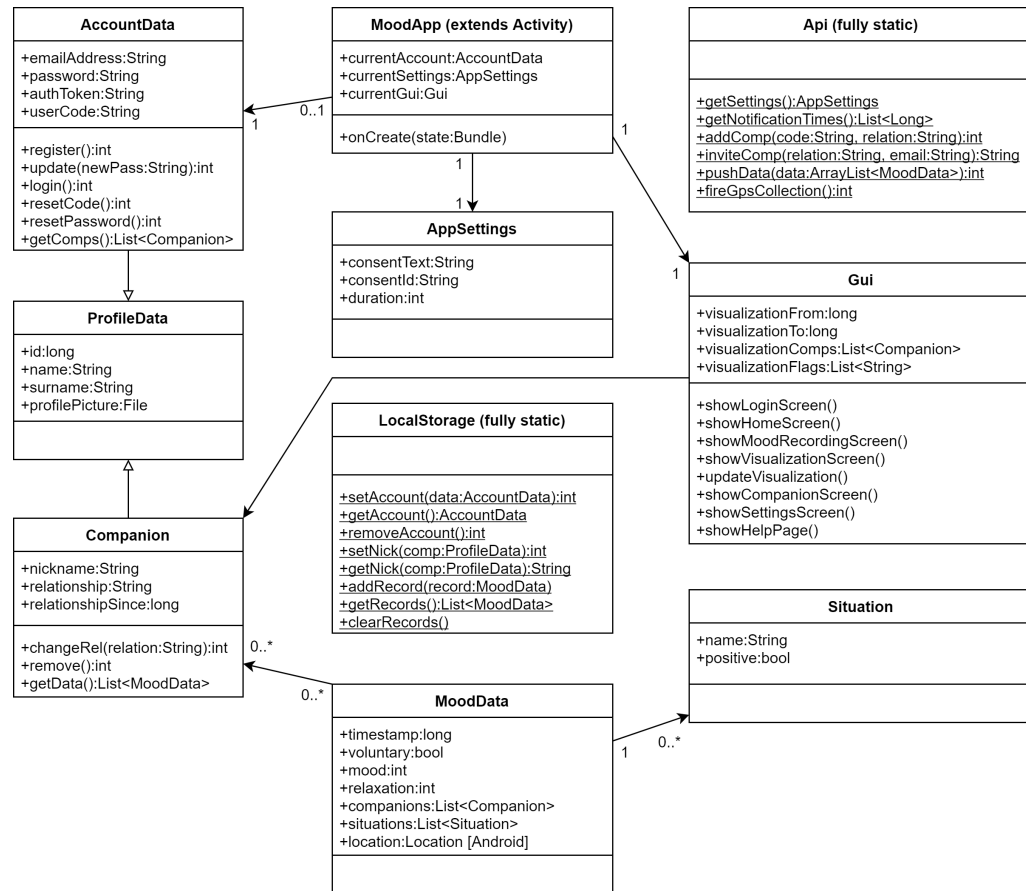 AccountData
+emailAddress:String
+password:String
+authToken:String
+userCode:String
+register():int
+update(newPass:String):int
+login():int
+resetCode():int
+resetPassword():int
+getComps():List<Companion>
MoodApp (extends Activity)
+currentAccount:AccountData
+currentSettings:AppSettings
+currentGui:Gui
+onCreate(state:Bundle)
Api (fully static)
+getSettings():AppSettings
+getNotificationTimes():List<Long>
+addComp(code:String, relation:String):int
+inviteComp(relation:String, email:String):String
+pushData(data:ArrayList<MoodData>):int
+fireGpsCollection():int
0..1
1
1
1
1
1
AppSettings
+consentText:String
+consentId:String
+duration:int
ProfileData
+id:long
+name:String
+surname:String
+profilePicture:File
Gui
+visualizationFrom:long
+visualizationTo:long
+visualizationComps:List<Companion>
+visualizationFlags:List<String>
+showLoginScreen()
+showHomeScreen()
+showMoodRecordingScreen()
+showVisualizationScreen()
+updateVisualization()
+showCompanionScreen()
+showSettingsScreen()
+showHelpPage()
LocalStorage (fully static)
+setAccount(data:AccountData):int
+getAccount():AccountData
+removeAccount():int
+setNick(comp:ProfileData):int
+getNick(comp:ProfileData):String
+addRecord(record:MoodData)
+getRecords():List<MoodData>
+clearRecords()
Companion
+nickname:String
+relationship:String
+relationshipSince:long
+changeRel(relation:String):int
+remove():int
+getData():List<MoodData>
0..*
0..*
Situation
+name:String
+positive:bool
MoodData
+timestamp:long
+voluntary:bool
+mood:int
+relaxation:int
+companions:List<Companion>
+situations:List<Situation>
+location:Location [Android]
1
0..*